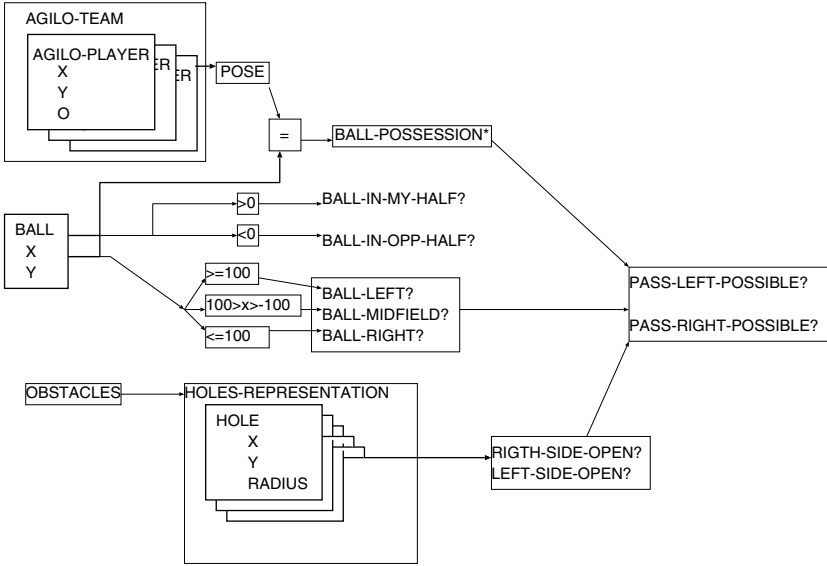 AGILO-TEAM
AGILO-PLAYER
X
Y
O
ER
ER
POSE
=
BALL-POSSESSION*
>0
BALL-IN-MY-HALF?
<0
BALL-IN-OPP-HALF?
BALL
X
Y
>=100
100>x>-100
<=100
BALL-LEFT?
BALL-MIDFIELD?
BALL-RIGHT?
PASS-LEFT-POSSIBLE?
PASS-RIGHT-POSSIBLE?
OBSTACLES
HOLES-REPRESENTATION
HOLE
X
Y
RADIUS
RIGTH-SIDE-OPEN?
LEFT-SIDE-OPEN?